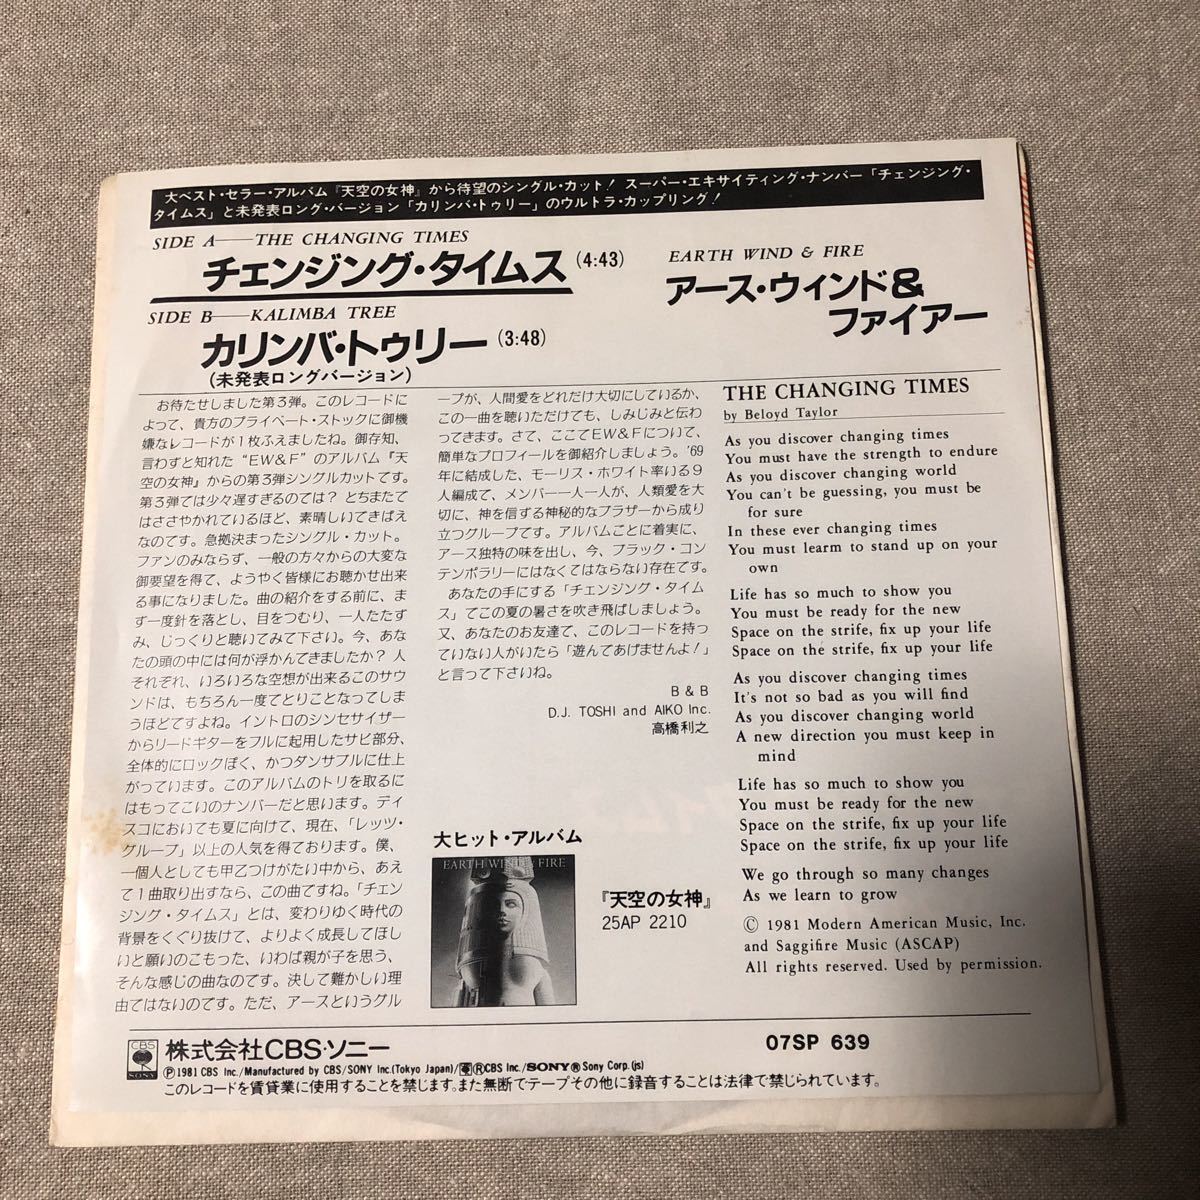 大ベスト・セラー・アルバム『天空の女神』から待望のシングル・カット! スーパー・エキサイティング・ナンバー「チェンジング・
タイムス」と未発表ロング・バージョン「カリンバ・トゥリー」のウルトラ・カップリング!
SIDE A——THE CHANGING TIMES
チェンジング・タイムス (4:43)
SIDE B——KALIMBA TREE
カリンバ・トゥリー (3:48)
(未発表ロングバージョン)
EARTH WIND & FIRE
アース・ウィンド&
ファイアー
お待たせしました第3弾。このレコードに
よって、貴方のプライベート・ストックに御機
嫌なレコードが1枚ふえましたね。御存知、
言わずと知れた“EW&F”のアルバム『天
空の女神』からの第3弾シングルカットです。
第3弾では少々遅すぎるのでは? とちまたて
はささやかれているほど、素晴しいてきばえ
なのです。急拠決まったシングル・カット。
ファンのみならず、一般の方々からの大変な
御要望を得て、ようやく皆様にお聴かせ出来
る事になりました。曲の紹介をする前に、ま
ず一度針を落とし、目をつむり、一人たたず
み、じっくりと聴いてみて下さい。今、あな
たの頭の中には何が浮かんてきましたか? 人
それぞれ、いろいろな空想が出来るこのサウ
ンドは、もちろん一度てとりことなってしま
うほどですよね。イントロのシンセサイザー
からリードギターをフルに起用したサビ部分、
全体的にロックぽく、かつダンサブルに仕上
がっています。このアルバムのトリを取るに
はもってこいのナンバーだと思います。ディ
スコにおいても夏に向けて、現在、「レッツ・
グルーブ」以上の人気を得ております。僕、
一個人としても甲乙つけがたい中から、あえ
て1曲取り出すなら、この曲ですね。「チェン
ジング・タイムス」とは、変わりゆく時代の
背景をくぐり抜けて、よりよく成長してほし
いと願いのこもった、いわば親が子を思う、
そんな感じの曲なのです。決して難かしい理
由てはないのです。ただ、アースというグル
ープが、人間愛をどれだけ大切にしているか、
この一曲を聴いただけても、しみじみと伝わ
ってきます。さて、ここてEW&Fについて、
簡単なプロフィールを御紹介しましょう。'69
年に結成した、モーリス・ホワイト率いる9
人編成て、メンバー一人一人が、人類愛を大
切に、神を信ずる神秘的なブラザーから成り
立つグループです。アルバムごとに着実に、
アース独特の味を出し、今、ブラック・コン
テンポラリーにはなくてはならない存在です。
あなたの手にする「チェンジング・タイム
ス」てこの夏の暑さを吹き飛ばしましょう。
又、あなたのお友達て、このレコードを持っ
ていない人がいたら「遊んてあげませんよ!」
と言って下さいね。
B & B
D.J. TOSHI and AIKO Inc.
高橋利之
大ヒット・アルバム
EARTH WIND & FIRE
『天空の女神』
25AP 2210
THE CHANGING TIMES
by Beloyd Taylor
As you discover changing times
You must have the strength to endure
As you discover changing world
You can't be guessing, you must be
for sure
In these ever changing times
You must learm to stand up on your
own
Life has so much to show you
You must be ready for the new
Space on the strife, fix up your life
Space on the strife, fix up your life
As you discover changing times
It's not so bad as you will find
As you discover changing world
A new direction you must keep in
mind
Life has so much to show you
You must be ready for the new
Space on the strife, fix up your life
Space on the strife, fix up your life
We go through so many changes
As we learn to grow
© 1981 Modern American Music, Inc.
and Saggifire Music (ASCAP)
All rights reserved. Used by permission.
CBS
SONY
株式会社CBS・ソニー
07SP 639
Ⓟ1981 CBS Inc./Manufactured by CBS/SONY Inc.(Tokyo Japan)/®CBS Inc./SONY® Sony Corp.(js)
このレコードを賃貸業に使用することを禁じます。また無断でテープその他に録音することは法律で禁じられています。